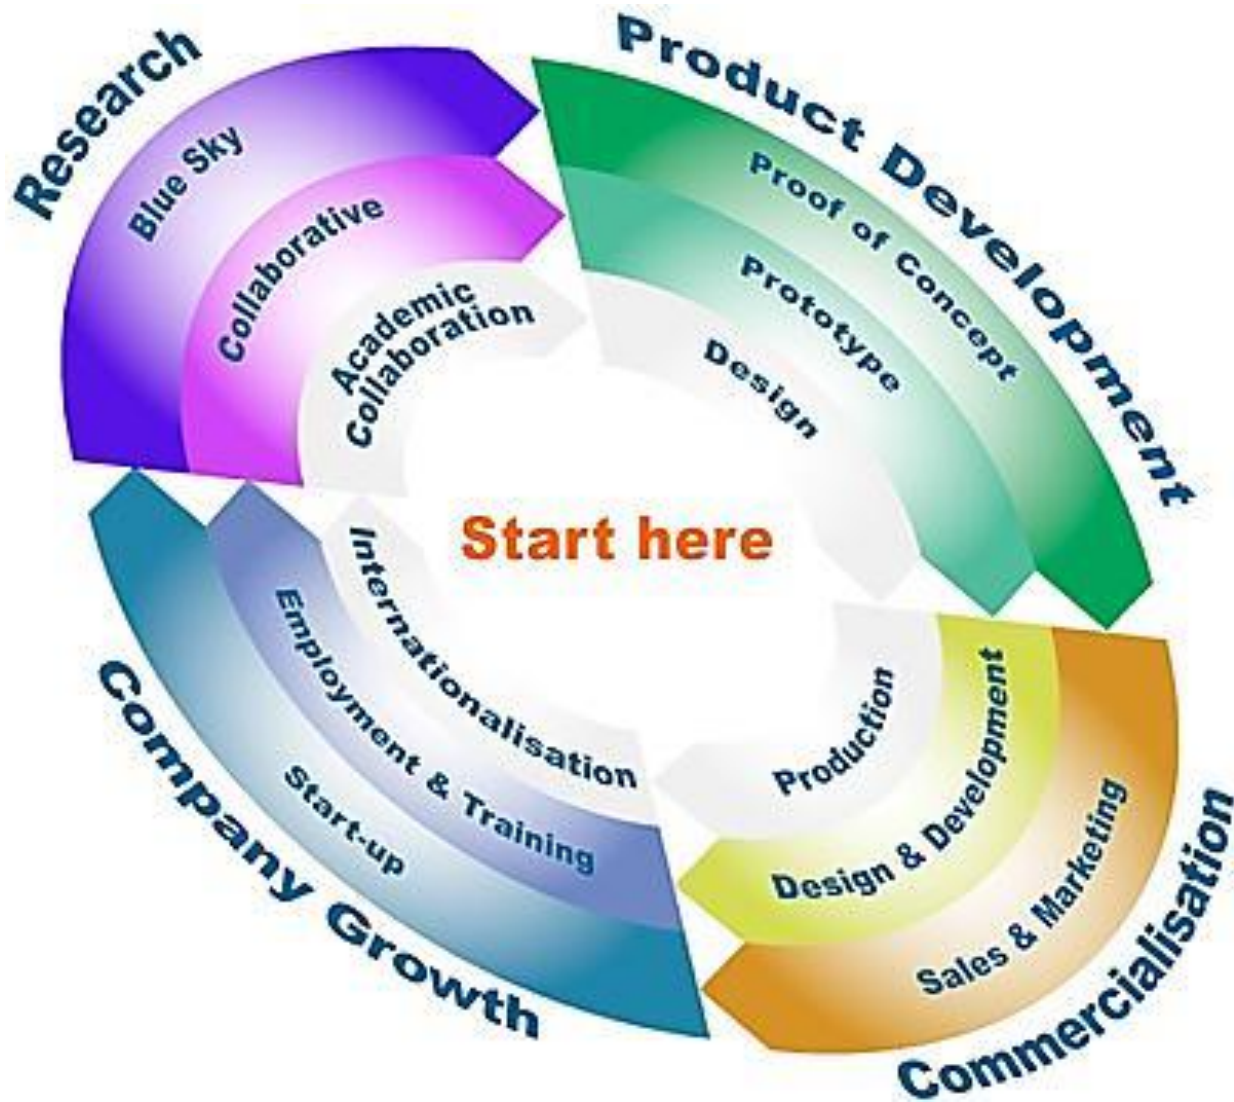 Research
Blue Sky
Collaborative
Academic
Collaboration
Product Development
Proof of Concept
Prototype
Design
Start here
Production
Design & Development
Sales & Marketing
Commercialisation
Internationalisation
Employment & Training
Start-up
Company Growth